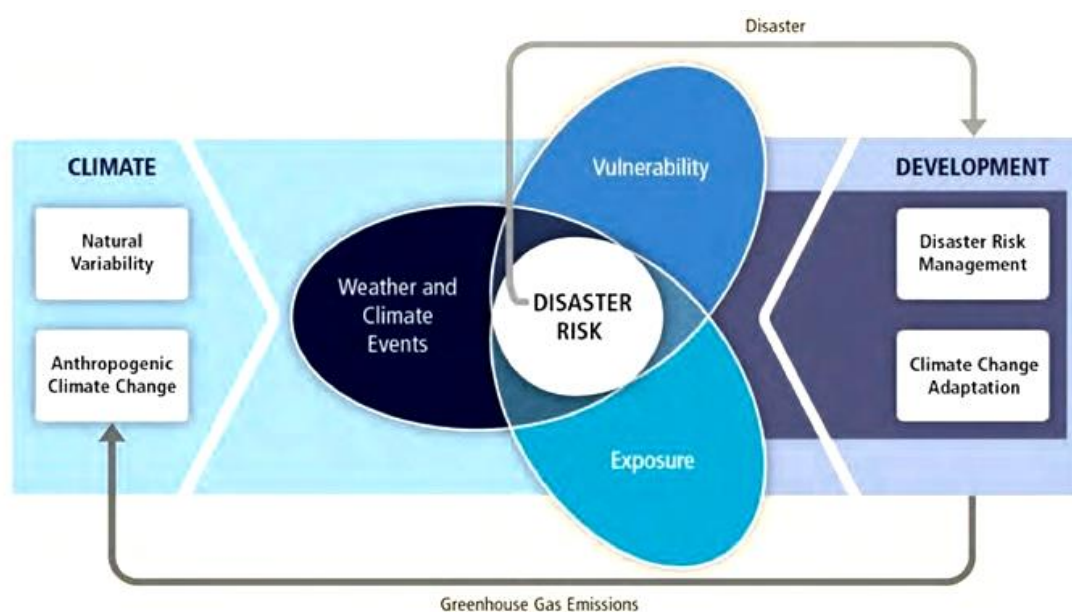 Disaster
CLIMATE
Natural
Variability
Anthropogenic
Climate Change
Vulnerability
Weather and
Climate
Events
DISASTER
RISK
Exposure
DEVELOPMENT
Disaster Risk
Management
Climate Change
Adaptation
Greenhouse Gas Emissions